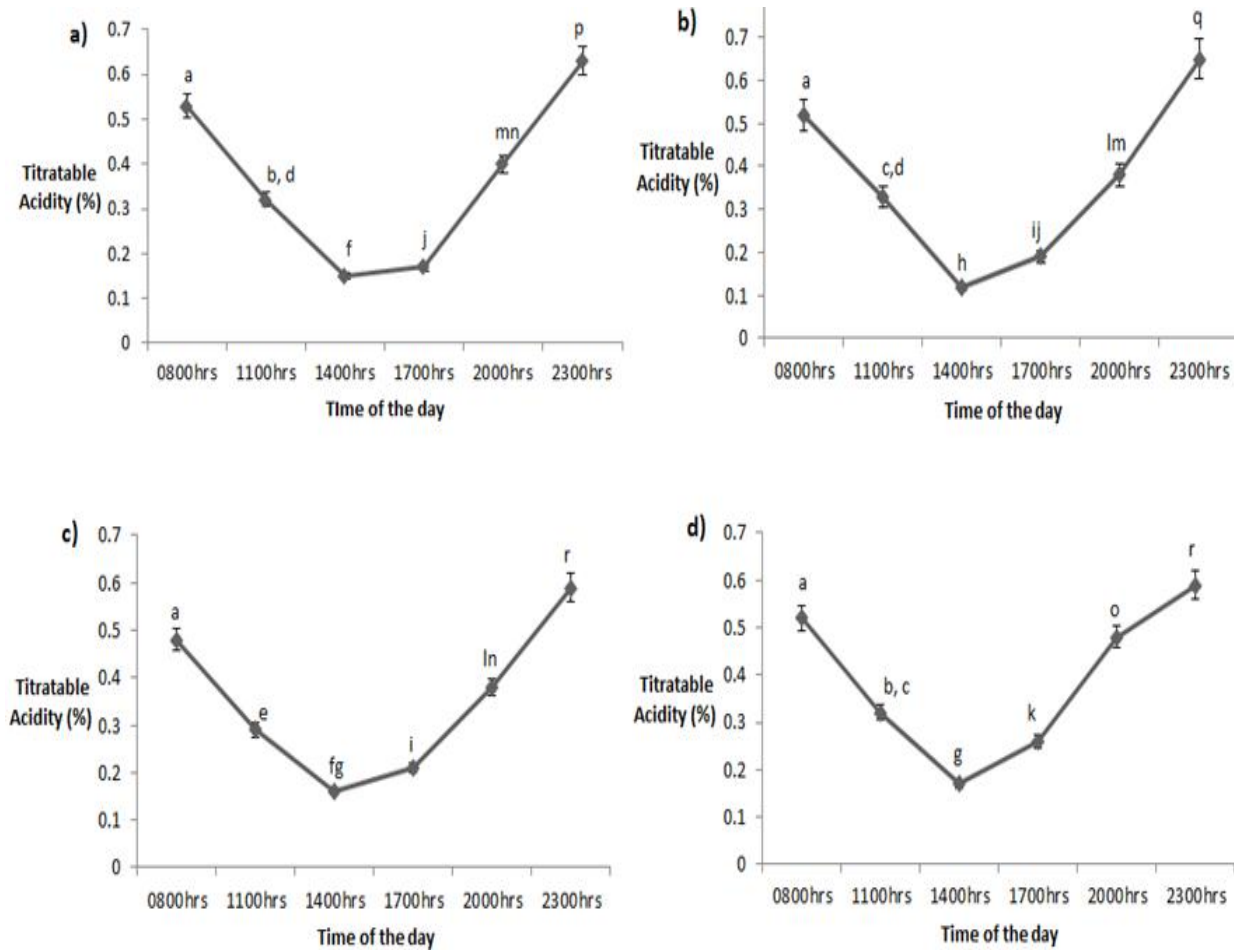 a)
0.7
0.6
0.5
0.4
0.3
0.2
0.1
0
Titratable
Acidity (%)
a
b, d
f
j
mn
p
0800hrs 1100hrs 1400hrs 1700hrs 2000hrs 2300hrs
TIme of the day
b)
0.7
0.6
0.5
0.4
0.3
0.2
0.1
0
Titratable
Acidity (%)
a
c,d
h
ij
lm
q
0800hrs 1100hrs 1400hrs 1700hrs 2000hrs 2300hrs
Time of the day
c)
0.7
0.6
0.5
0.4
0.3
0.2
0.1
0
Titratable
Acidity (%)
a
e
fg
i
ln
r
0800hrs 1100hrs 1400hrs 1700hrs 2000hrs 2300hrs
Time of the day
d)
0.7
0.6
0.5
0.4
0.3
0.2
0.1
0
Titratable
Acidity (%)
a
b, c
g
k
o
r
0800hrs 1100hrs 1400hrs 1700hrs 2000hrs 2300hrs
Time of the day